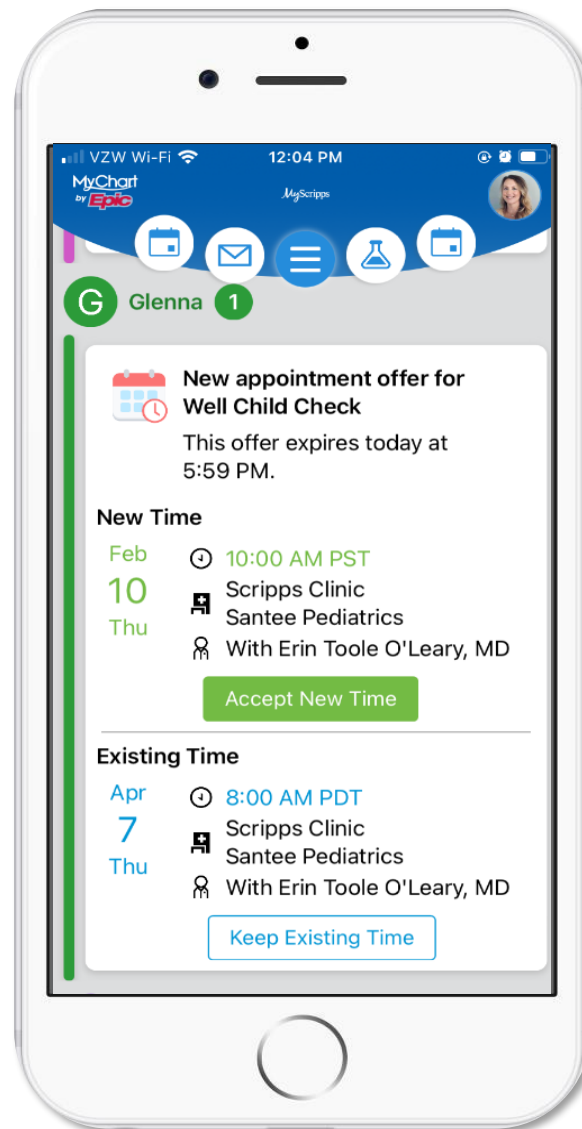 VZW Wi-Fi 12:04 PM
MyChart
BY Epic
MyScripps
G Glenna 1
New appointment offer for
Well Child Check
This offer expires today at
5:59 PM.
New Time
Feb
10
Thu
10:00 AM PST
Scripps Clinic
Santee Pediatrics
With Erin Toole O'Leary, MD
Accept New Time
Existing Time
Apr
7
Thu
8:00 AM PDT
Scripps Clinic
Santee Pediatrics
With Erin Toole O'Leary, MD
Keep Existing Time